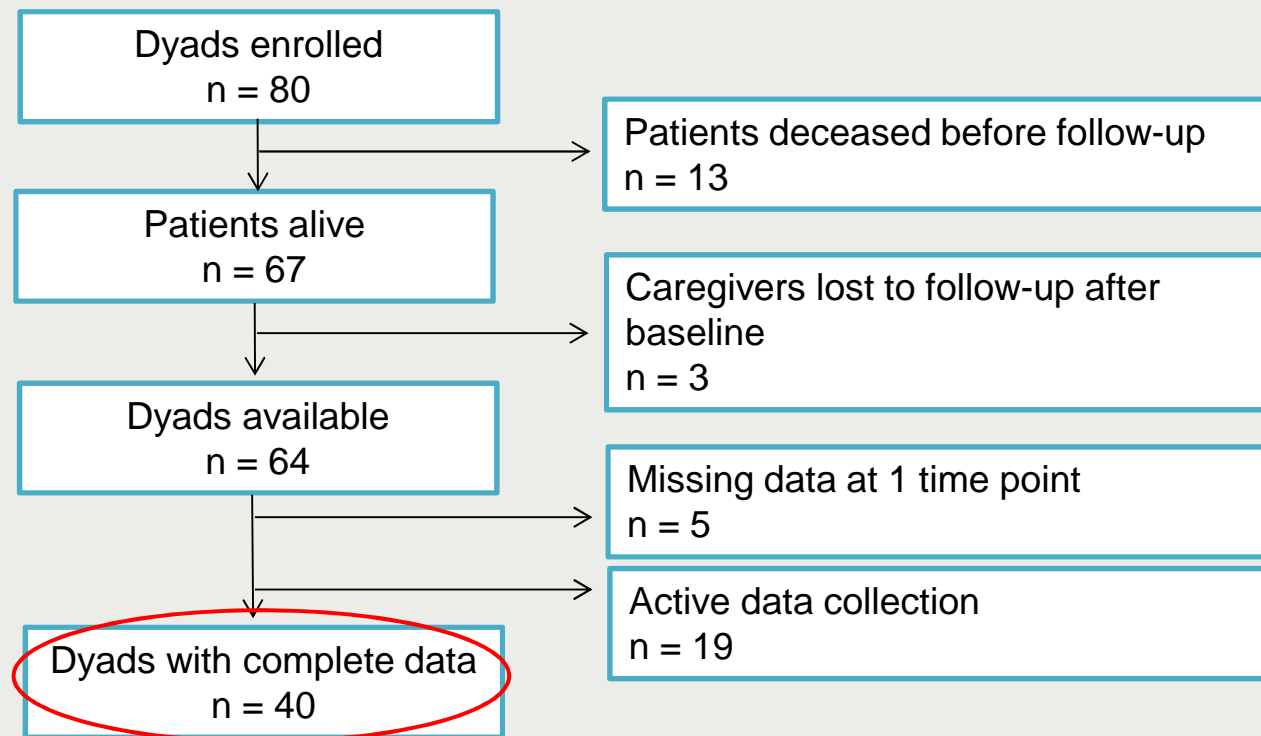 Dyads enrolled
n = 80
Patients deceased before follow-up
n = 13
Patients alive
n = 67
Caregivers lost to follow-up after
baseline
n = 3
Dyads available
n = 64
Missing data at 1 time point
n = 5
Active data collection
n = 19
Dyads with complete data
n = 40